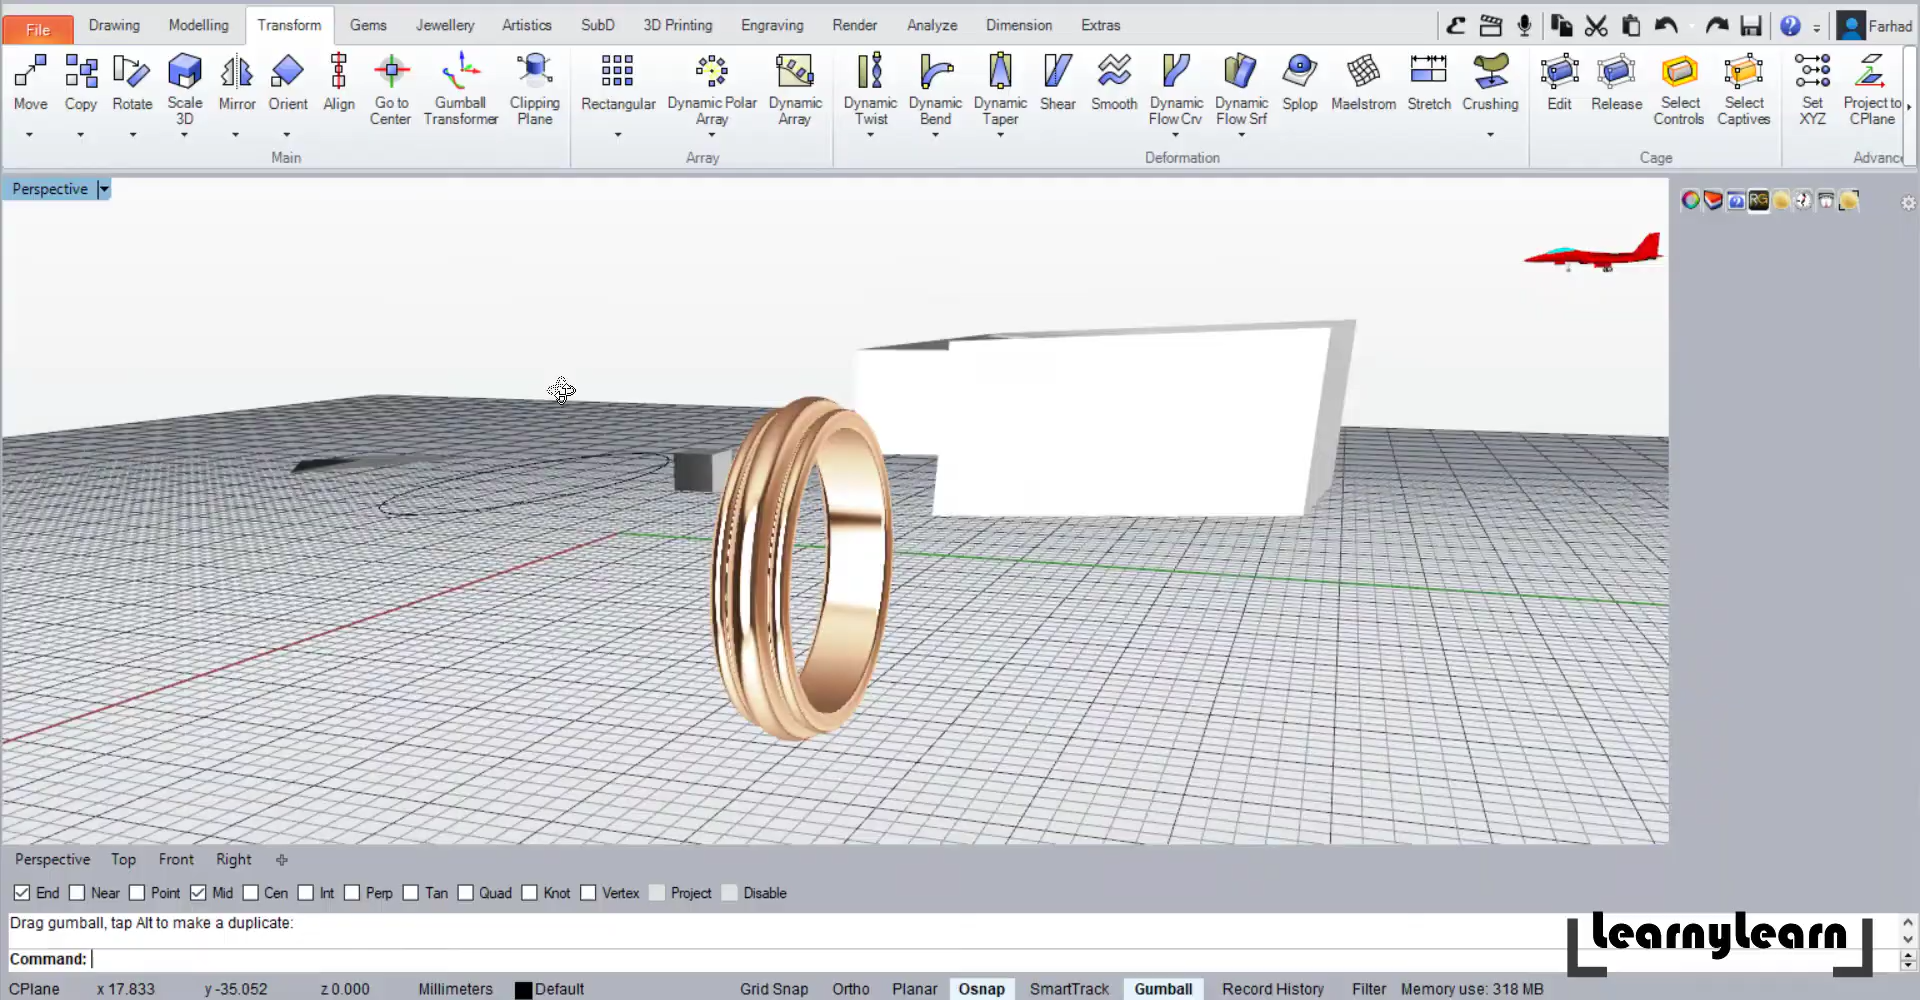 File Drawing Modelling Transform Gems Jewellery Artistics SubD 3D Printing Engraving Render Analyze Dimension Extras Farhad
Move Copy Rotate Scale 3D Mirror Orient Align Go to Center Gumball Transformer Clipping Plane Rectangular Dynamic Polar Array Dynamic Array Dynamic Twist Dynamic Bend Dynamic Taper Shear Smooth Dynamic Flow Crv Dynamic Flow Srf Splop Maelstrom Stretch Crushing Edit Release Select Controls Select Captives Set XYZ Project to CPlane
Main Array Deformation Cage Advanc
Perspective
RG
Perspective Top Front Right
End Near Point Mid Cen Int Perp Tan Quad Knot Vertex Project Disable
Drag gumball, tap Alt to make a duplicate:
LearnyLearn
Command:
CPlane x 17.833 y -35.052 z 0.000 Millimeters Default Grid Snap Ortho Planar Osnap SmartTrack Gumball Record History Filter Memory use: 318 MB